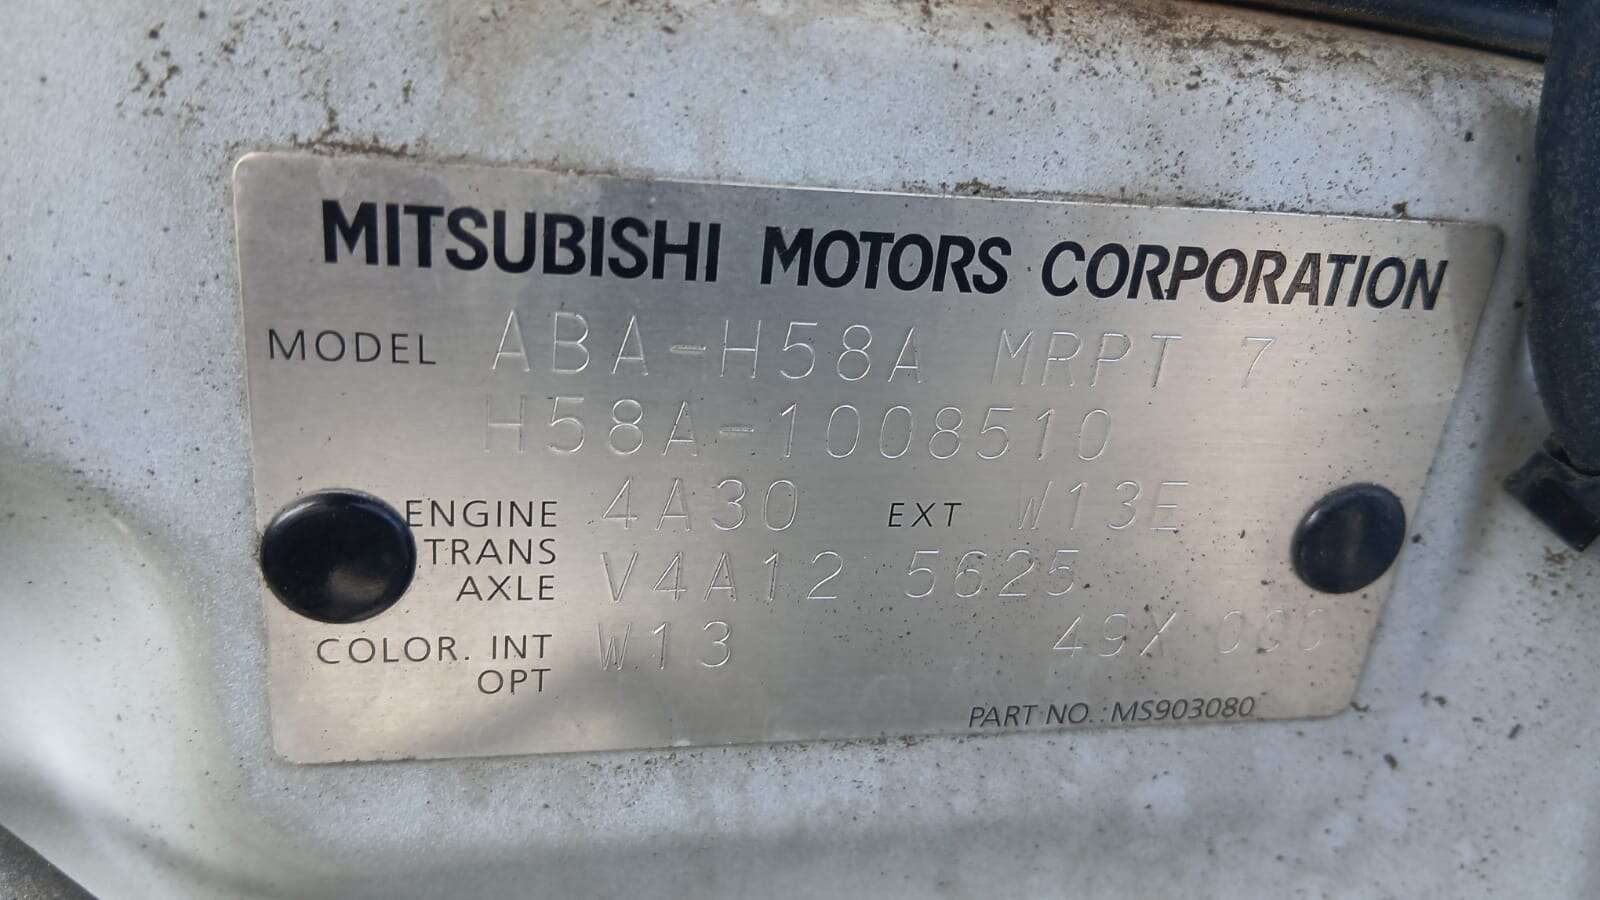 MITSUBISHI MOTORS CORPORATION
MODEL ABA-H58A MRPT 7
H58A-1008510
ENGINE 4A30 EXT W13E
TRANS
AXLE V4A12 5625
COLOR. INT W13 49X
OPT
PART NO.: MS903080